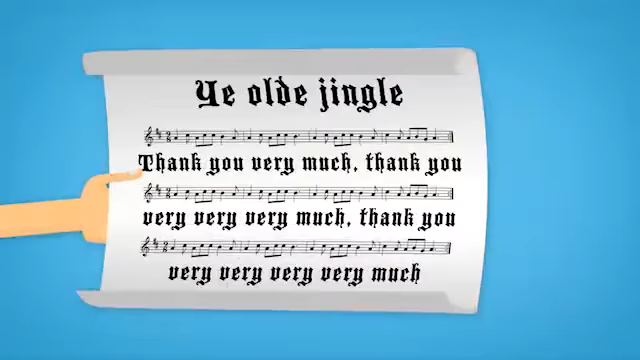 Ye olde jingle
Thank you very much, thank you
very very very much, thank you
very very very very much